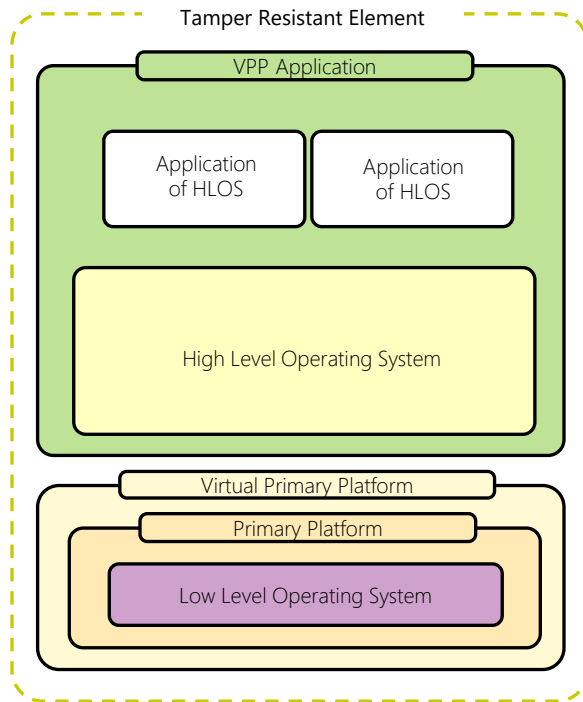 Tamper Resistant Element
VPP Application
Application
of HLOS
Application
of HLOS
High Level Operating System
Virtual Primary Platform
Primary Platform
Low Level Operating System